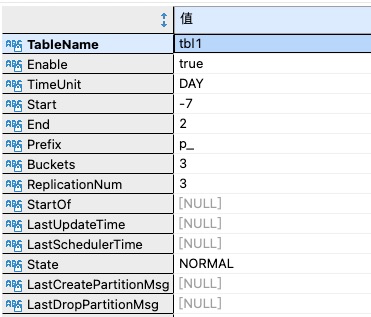 值
TableName tbl1
Enable true
TimeUnit DAY
Start -7
End 2
Prefix p_
Buckets 3
ReplicationNum 3
StartOf [NULL]
LastUpdateTime [NULL]
LastSchedulerTime [NULL]
State NORMAL
LastCreatePartitionMsg [NULL]
LastDropPartitionMsg [NULL]